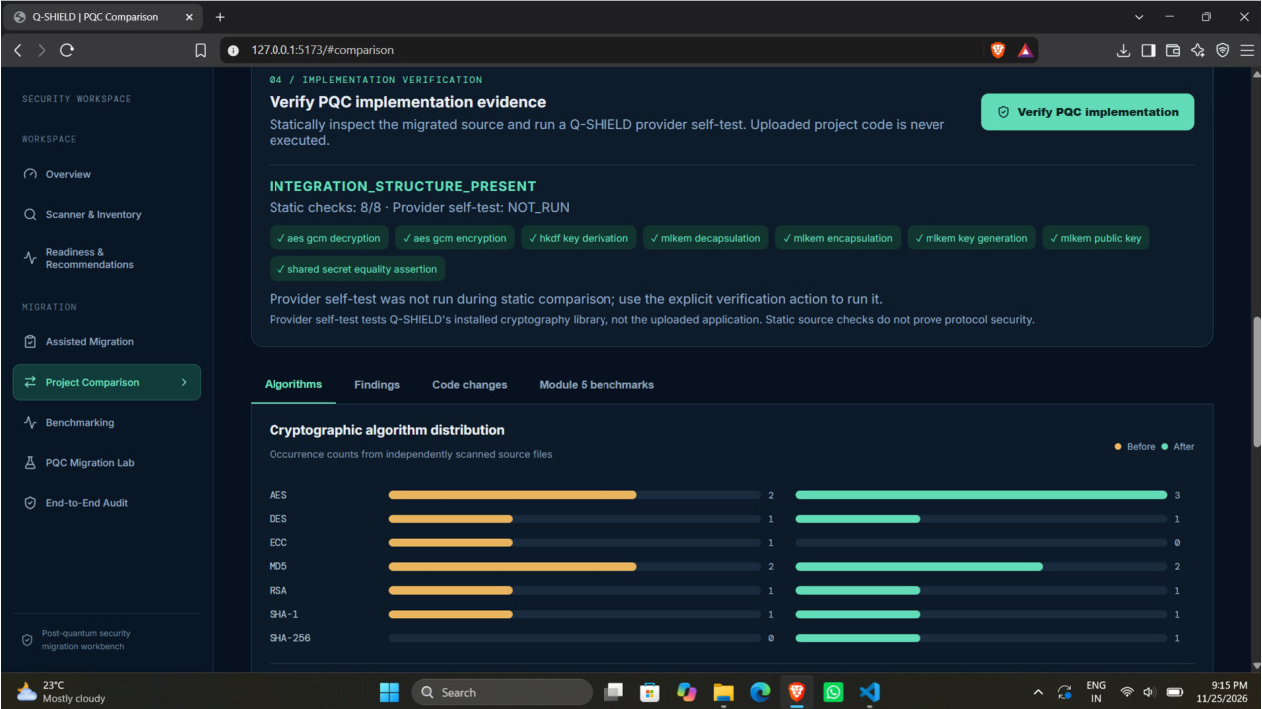 Q-SHIELD | PQC Comparison
127.0.0.1:5173/#comparison
SECURITY WORKSPACE
WORKSPACE
Overview
Scanner & Inventory
Readiness &
Recommendations
MIGRATION
Assisted Migration
Project Comparison
Benchmarking
PQC Migration Lab
End-to-End Audit
Post-quantum security
migration workbench
04 / IMPLEMENTATION VERIFICATION
Verify PQC implementation evidence
Statically inspect the migrated source and run a Q-SHIELD provider self-test. Uploaded project code is never
executed.
Verify PQC implementation
INTEGRATION_STRUCTURE_PRESENT
Static checks: 8/8 · Provider self-test: NOT_RUN
✓ aes gcm decryption ✓ aes gcm encryption ✓ hkdf key derivation ✓ mlkem decapsulation ✓ mlkem encapsulation ✓ mlkem key generation ✓ mlkem public key
✓ shared secret equality assertion
Provider self-test was not run during static comparison; use the explicit verification action to run it.
Provider self-test tests Q-SHIELD's installed cryptography library, not the uploaded application. Static source checks do not prove protocol security.
Algorithms Findings Code changes Module 5 benchmarks
Cryptographic algorithm distribution
Occurrence counts from independently scanned source files
Before After
AES 2 3
DES 1 1
ECC 1 0
MD5 2 2
RSA 1 1
SHA-1 1 1
SHA-256 0 1
23°C
Mostly cloudy
Search
ENG
IN
9:15 PM
11/25/2026